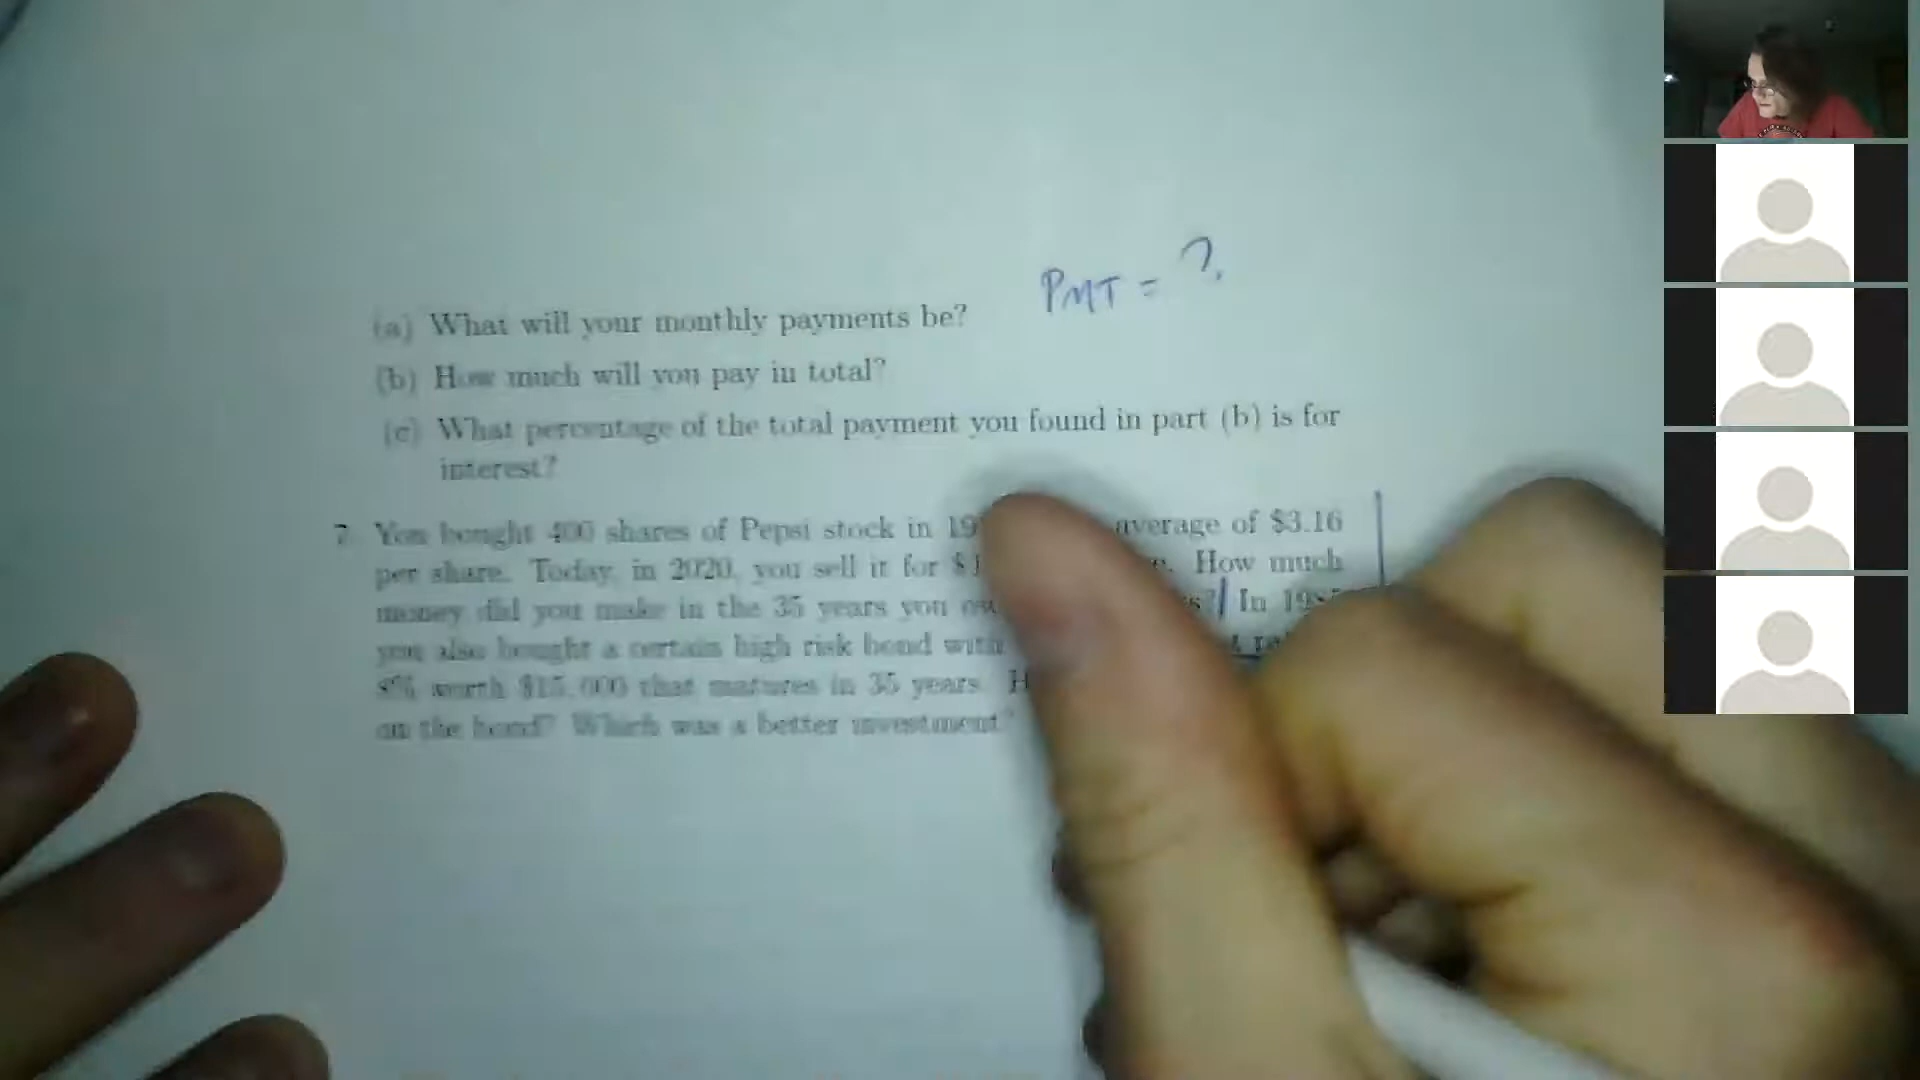 PMT = ?
(a) What will your monthly payments be?
(b) How much will you pay in total?
(c) What percentage of the total payment you found in part (b) is for
interest?
7. You bought 400 shares of Pepsi stock in 19 average of $3.16
per share. Today, in 2020, you sell it for $1 How much
money did you make in the 35 years you In 1985
you also bought a certain high risk bond with
8% worth $15,000 that matures in 35 years. H
on the bond? Which was a better investment?